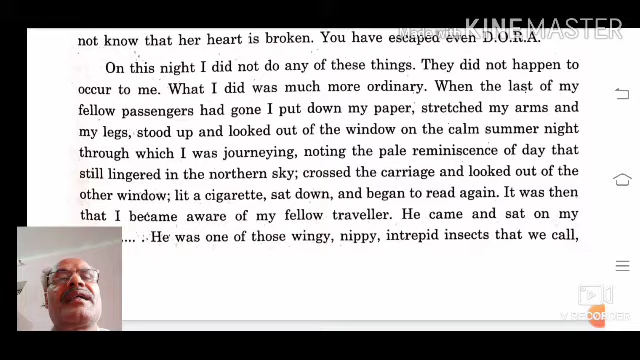 Made with KINEMASTER
not know that her heart is broken. You have escaped even D.O.R.A.
On this night I did not do any of these things. They did not happen to
occur to me. What I did was much more ordinary. When the last of my
fellow passengers had gone I put down my paper, stretched my arms and
my legs, stood up and looked out of the window on the calm summer night
through which I was journeying, noting the pale reminiscence of day that
still lingered in the northern sky; crossed the carriage and looked out of the
other window; lit a cigarette, sat down, and began to read again. It was then
that I became aware of my fellow traveller. He came and sat on my
.... . He was one of those wingy, nippy, intrepid insects that we call,
V RECORDER